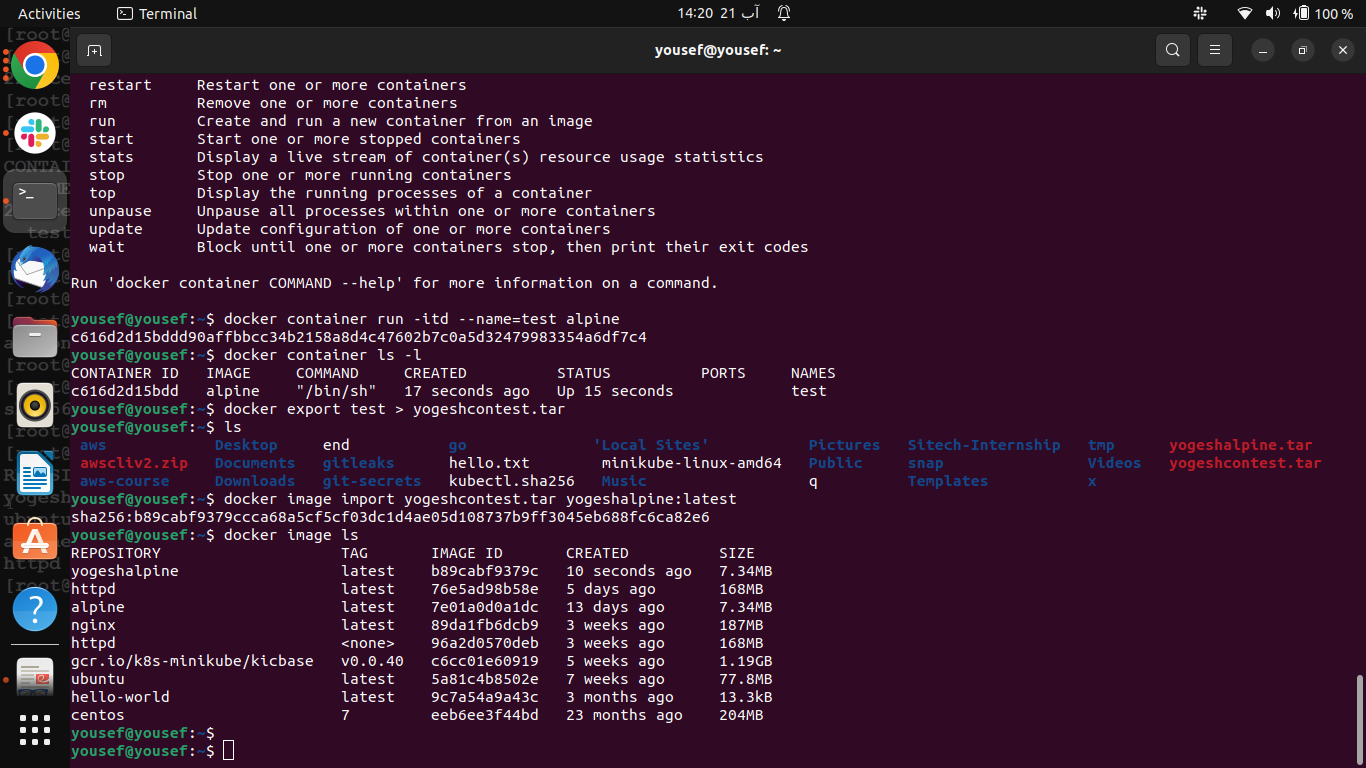 Activities Terminal 14:20 21 آب 100 %
yousef@yousef: ~
restart Restart one or more containers
rm Remove one or more containers
run Create and run a new container from an image
start Start one or more stopped containers
stats Display a live stream of container(s) resource usage statistics
stop Stop one or more running containers
top Display the running processes of a container
unpause Unpause all processes within one or more containers
update Update configuration of one or more containers
wait Block until one or more containers stop, then print their exit codes
Run 'docker container COMMAND --help' for more information on a command.
yousef@yousef:~$ docker container run -itd --name=test alpine
c616d2d15bddd90affbbcc34b2158a8d4c47602b7c0a5d32479983354a6df7c4
yousef@yousef:~$ docker container ls -l
CONTAINER ID IMAGE COMMAND CREATED STATUS PORTS NAMES
c616d2d15bdd alpine "/bin/sh" 17 seconds ago Up 15 seconds test
yousef@yousef:~$ docker export test > yogeshcontest.tar
yousef@yousef:~$ ls
aws Desktop end go 'Local Sites' Pictures Sitech-Internship tmp yogeshalpine.tar
awscliv2.zip Documents gitleaks hello.txt minikube-linux-amd64 Public snap Videos yogeshcontest.tar
aws-course Downloads git-secrets kubectl.sha256 Music q Templates x
yousef@yousef:~$ docker image import yogeshcontest.tar yogeshalpine:latest
sha256:b89cabf9379ccca68a5cf5cf03dc1d4ae05d108737b9ff3045eb688fc6ca82e6
yousef@yousef:~$ docker image ls
REPOSITORY TAG IMAGE ID CREATED SIZE
yogeshalpine latest b89cabf9379c 10 seconds ago 7.34MB
httpd latest 76e5ad98b58e 5 days ago 168MB
alpine latest 7e01a0d0a1dc 13 days ago 7.34MB
nginx latest 89da1fb6dcb9 3 weeks ago 187MB
httpd <none> 96a2d0570deb 3 weeks ago 168MB
gcr.io/k8s-minikube/kicbase v0.0.40 c6cc01e60919 5 weeks ago 1.19GB
ubuntu latest 5a81c4b8502e 7 weeks ago 77.8MB
hello-world latest 9c7a54a9a43c 3 months ago 13.3kB
centos 7 eeb6ee3f44bd 23 months ago 204MB
yousef@yousef:~$
yousef@yousef:~$